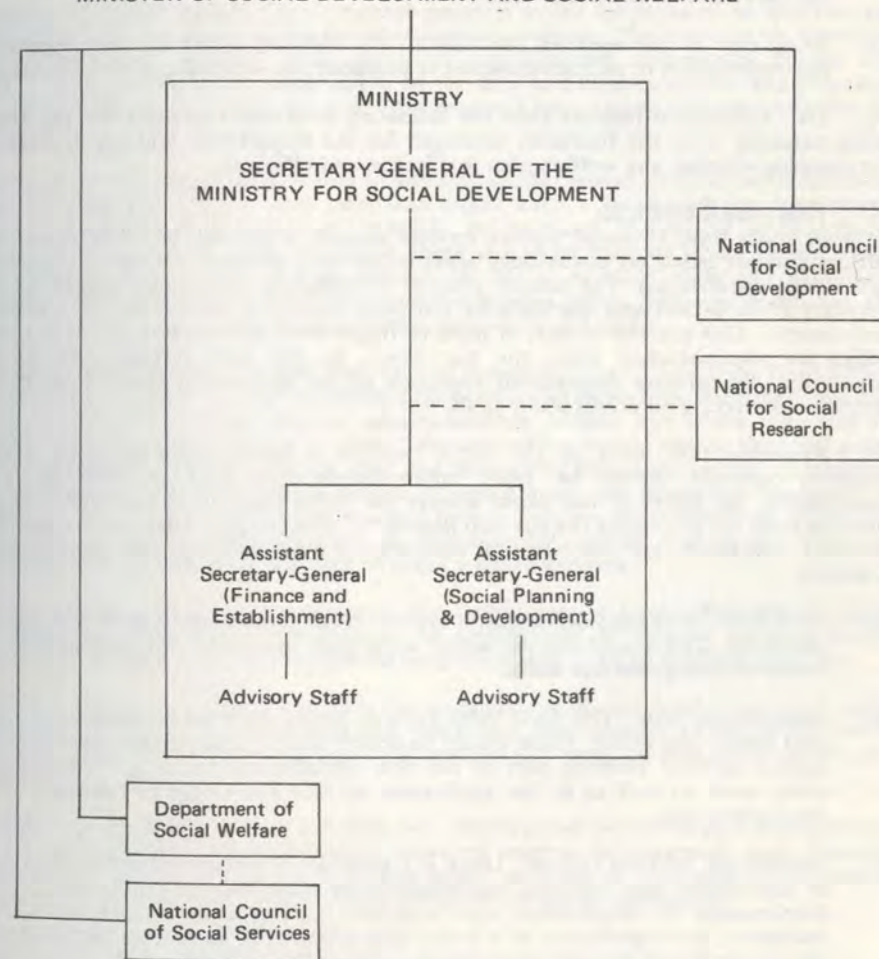 MINISTER OF SOCIAL DEVELOPMENT AND SOCIAL WELFARE
MINISTRY
SECRETARY-GENERAL OF THE
MINISTRY FOR SOCIAL DEVELOPMENT
National Council
for Social
Development
National Council
for Social
Research
Assistant
Secretary-General
(Finance and
Establishment)
Assistant
Secretary-General
(Social Planning
& Development)
Advisory Staff
Advisory Staff
Department of
Social Welfare
National Council
of Social Services